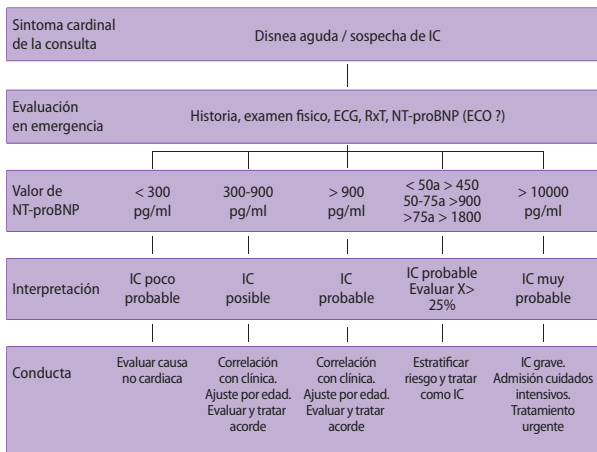 Sintoma cardinal
de la consulta
Disnea aguda / sospecha de IC
Evaluación
en emergencia
Historia, examen fisico, ECG, RxT, NT-proBNP (ECO ?)
Valor de
NT-proBNP
< 300
pg/ml
300-900
pg/ml
> 900
pg/ml
< 50a > 450
50-75a >900
>75a > 1800
> 10000
pg/ml
Interpretación
IC poco
probable
IC
posible
IC
probable
IC probable
Evaluar X>
25%
IC muy
probable
Conducta
Evaluar causa
no cardiaca
Correlación
con clínica.
Ajuste por edad.
Evaluar y tratar
acorde
Correlación
con clínica.
Ajuste por edad.
Evaluar y tratar
acorde
Estratificar
riesgo y tratar
como IC
IC grave.
Admisión cuidados
intensivos.
Tratamiento
urgente